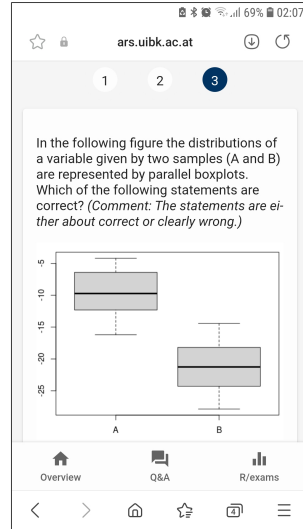 69% 02:07
ars.uibk.ac.at
1 2 3
In the following figure the distributions of
a variable given by two samples (A and B)
are represented by parallel boxplots.
Which of the following statements are
correct? (Comment: The statements are ei-
ther about correct or clearly wrong.)
-5
-10
-15
-20
-25
A B
Overview Q&A R/exams
4